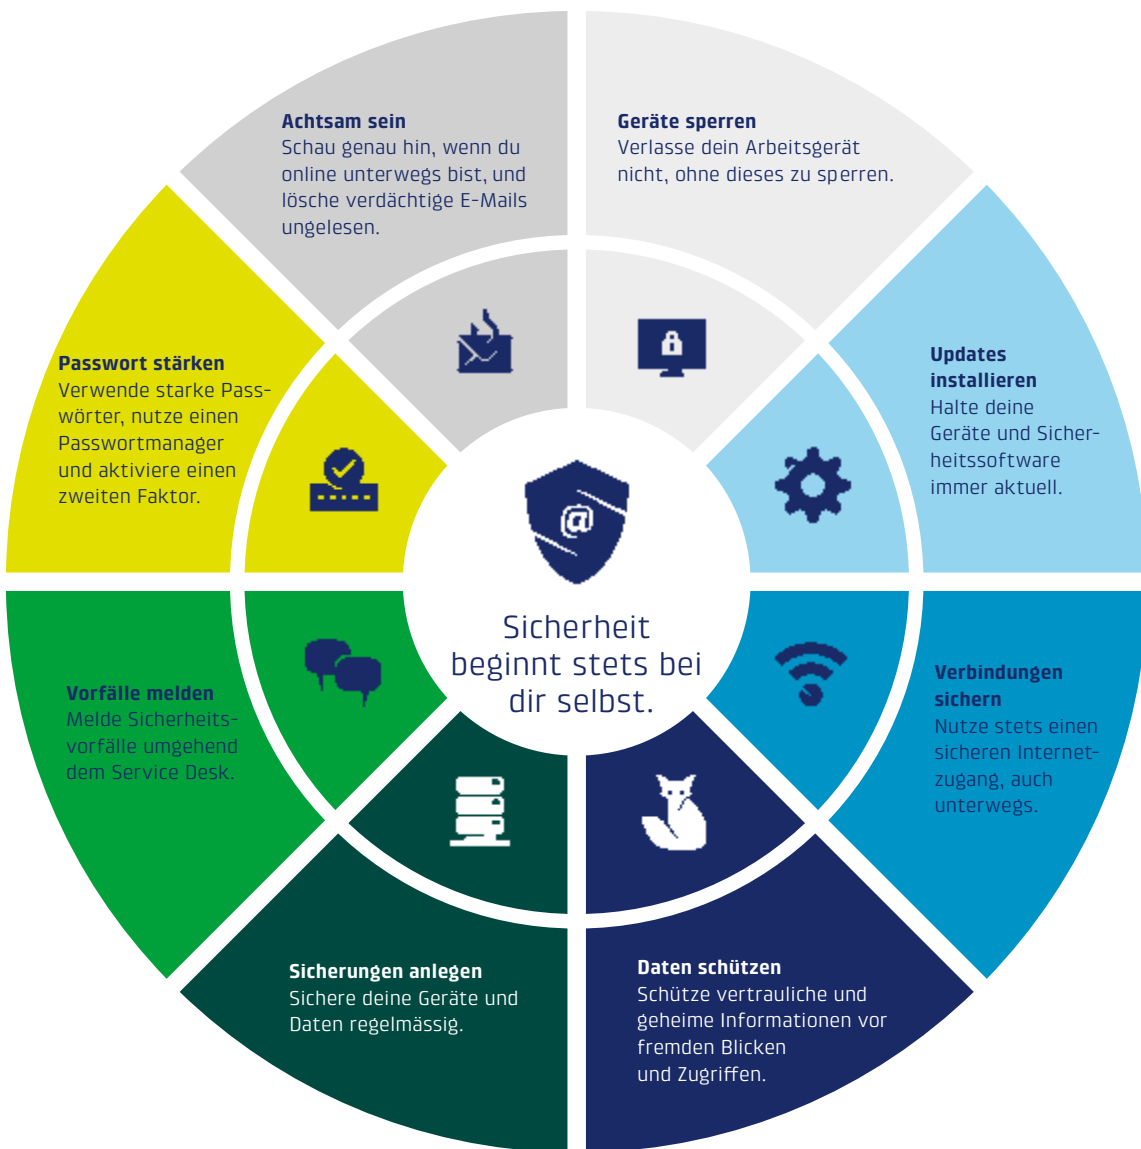 Achtsam sein
Schau genau hin, wenn du
online unterwegs bist, und
lösche verdächtige E-Mails
ungelesen.
Geräte sperren
Verlasse dein Arbeitsgerät
nicht, ohne dieses zu sperren.
Updates
installieren
Halte deine
Geräte und Sicher-
heitssoftware
immer aktuell.
Verbindungen
sichern
Nutze stets einen
sicheren Internet-
zugang, auch
unterwegs.
Daten schützen
Schütze vertrauliche und
geheime Informationen vor
fremden Blicken
und Zugriffen.
Sicherungen anlegen
Sichere deine Geräte und
Daten regelmässig.
Vorfälle melden
Melde Sicherheits-
vorfälle umgehend
dem Service Desk.
Passwort stärken
Verwende starke Pass-
wörter, nutze einen
Passwortmanager
und aktiviere einen
zweiten Faktor.
@
Sicherheit
beginnt stets bei
dir selbst.